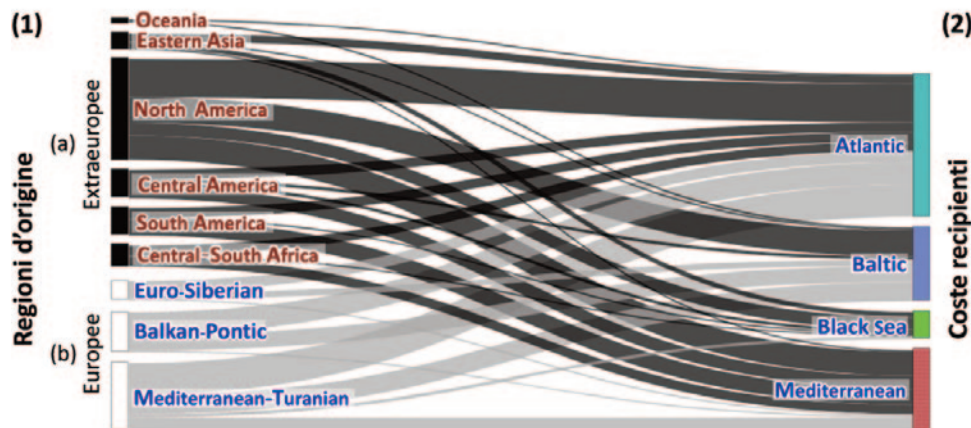 (1)
(2)
Regioni d'origine
(a)
Extraeuropee
(b)
Europee
Oceania
Eastern Asia
North America
Central America
South America
Central-South Africa
Euro-Siberian
Balkan-Pontic
Mediterranean-Turanian
Atlantic
Baltic
Black Sea
Mediterranean
Coste recipienti